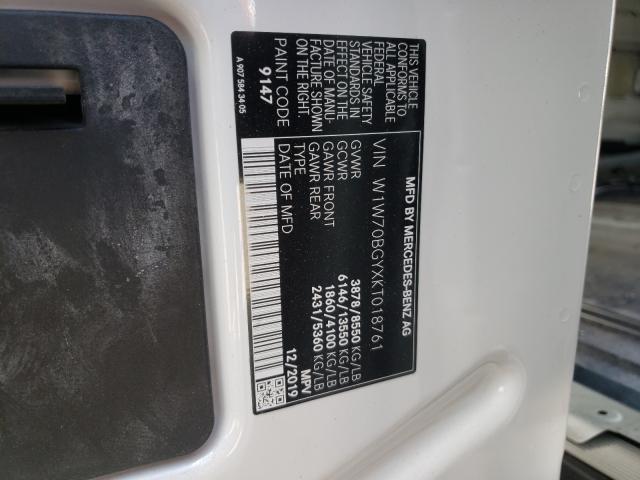 MFD BY MERCEDES-BENZ AG
VIN W1W70BGYXKT018761
GVWR 3878/8550 KG/LB
GCWR 6146/13550 KG/LB
GAWR FRONT 1860/4100 KG/LB
GAWR REAR 2431/5360 KG/LB
TYPE MPV
DATE OF MFD 12/2019
THIS VEHICLE
CONFORMS TO
ALL APPLICABLE
FEDERAL
VEHICLE SAFETY
STANDARDS IN
EFFECT ON THE
DATE OF MANU-
FACTURE SHOWN
ON THE RIGHT.
PAINT CODE
9147
A 907 584 34 05